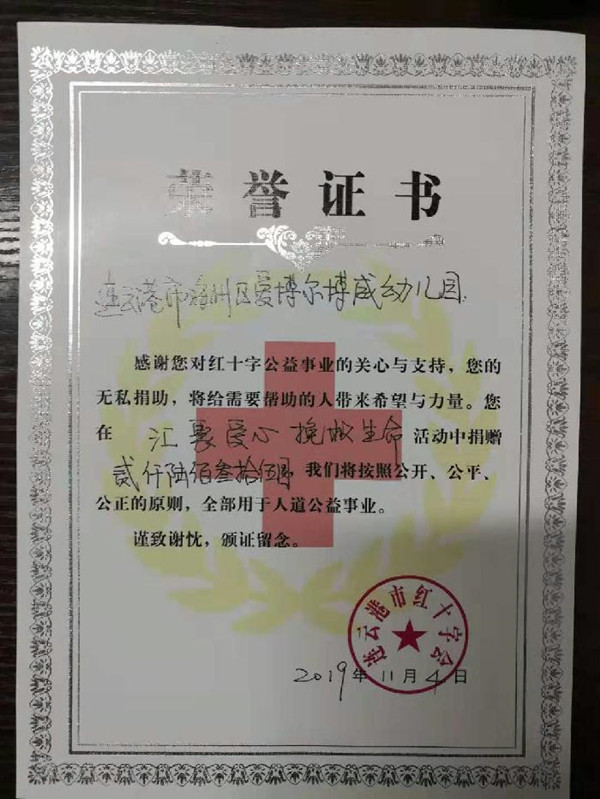 荣誉证书
连云港市海州区爱博尔博威幼儿园
感谢您对红十字公益事业的关心与支持，您的
无私捐助，将给需要帮助的人带来希望与力量。您
在 汇聚爱心 挽救生命 活动中捐赠
贰仟陆佰叁拾伍圆，我们将按照公开、公平、
公正的原则，全部用于人道公益事业。
谨致谢忱，颁证留念。
连云港市红十字会
2019年11月4日